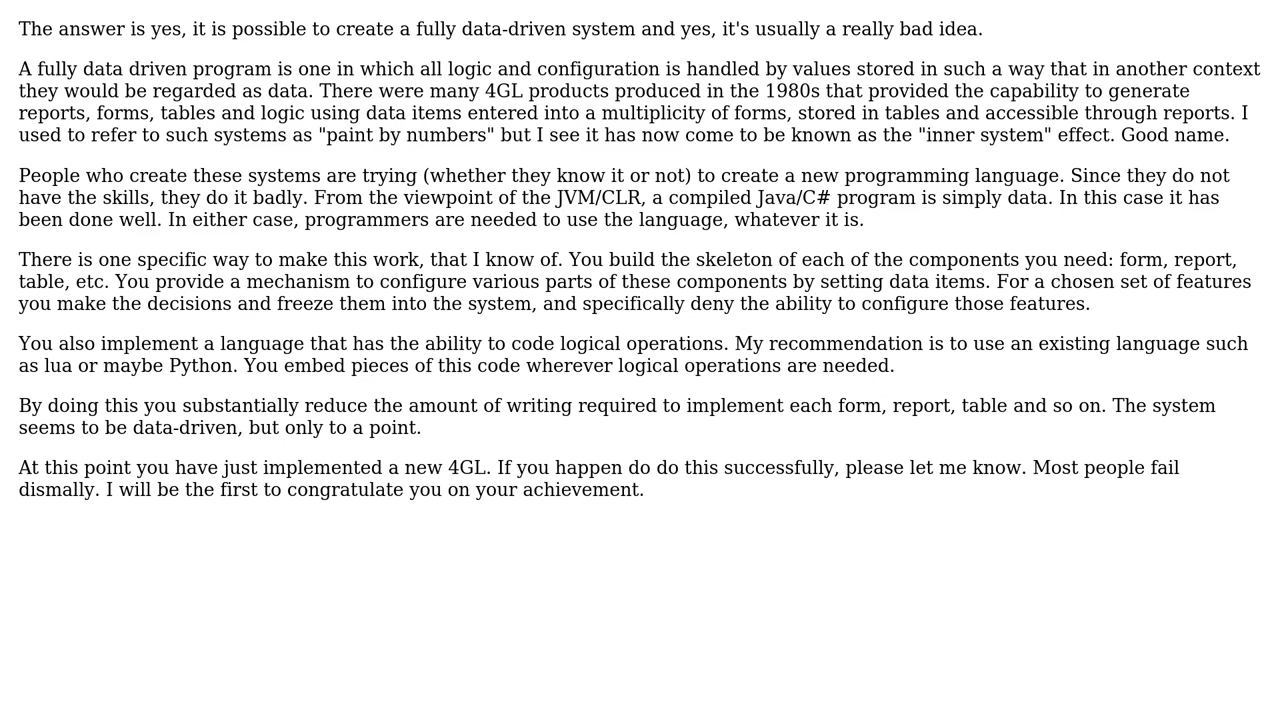 The answer is yes, it is possible to create a fully data-driven system and yes, it's usually a really bad idea.
A fully data driven program is one in which all logic and configuration is handled by values stored in such a way that in another context
they would be regarded as data. There were many 4GL products produced in the 1980s that provided the capability to generate
reports, forms, tables and logic using data items entered into a multiplicity of forms, stored in tables and accessible through reports. I
used to refer to such systems as "paint by numbers" but I see it has now come to be known as the "inner system" effect. Good name.
People who create these systems are trying (whether they know it or not) to create a new programming language. Since they do not
have the skills, they do it badly. From the viewpoint of the JVM/CLR, a compiled Java/C# program is simply data. In this case it has
been done well. In either case, programmers are needed to use the language, whatever it is.
There is one specific way to make this work, that I know of. You build the skeleton of each of the components you need: form, report,
table, etc. You provide a mechanism to configure various parts of these components by setting data items. For a chosen set of features
you make the decisions and freeze them into the system, and specifically deny the ability to configure those features.
You also implement a language that has the ability to code logical operations. My recommendation is to use an existing language such
as lua or maybe Python. You embed pieces of this code wherever logical operations are needed.
By doing this you substantially reduce the amount of writing required to implement each form, report, table and so on. The system
seems to be data-driven, but only to a point.
At this point you have just implemented a new 4GL. If you happen do do this successfully, please let me know. Most people fail
dismally. I will be the first to congratulate you on your achievement.